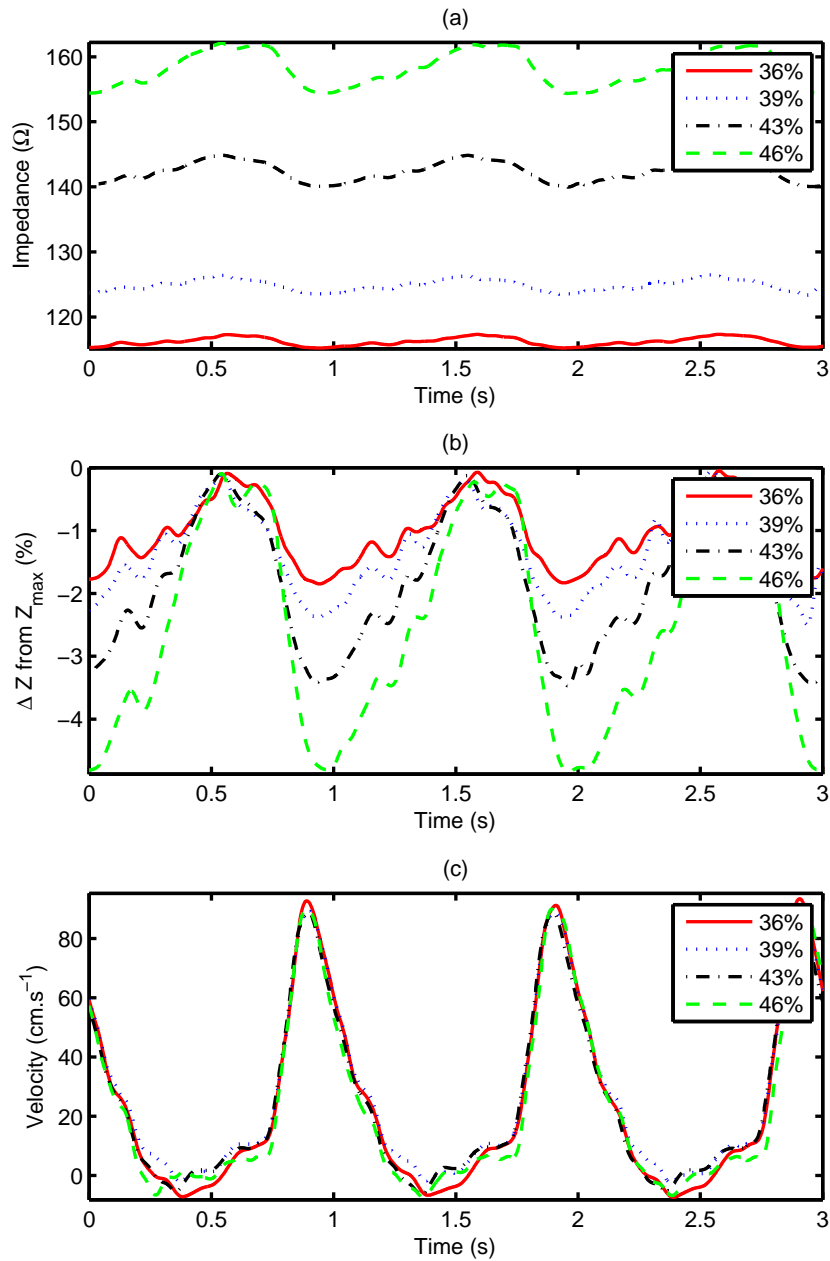 (a)
160
150
140
130
120
Impedance (Ω)
36%
39%
43%
46%
0 0.5 1 1.5 2 2.5 3
Time (s)
(b)
0
−1
−2
−3
−4
Δ Z from Zmax (%)
36%
39%
43%
46%
0 0.5 1 1.5 2 2.5 3
Time (s)
(c)
80
60
40
20
0
Velocity (cm.s⁻¹)
36%
39%
43%
46%
0 0.5 1 1.5 2 2.5 3
Time (s)